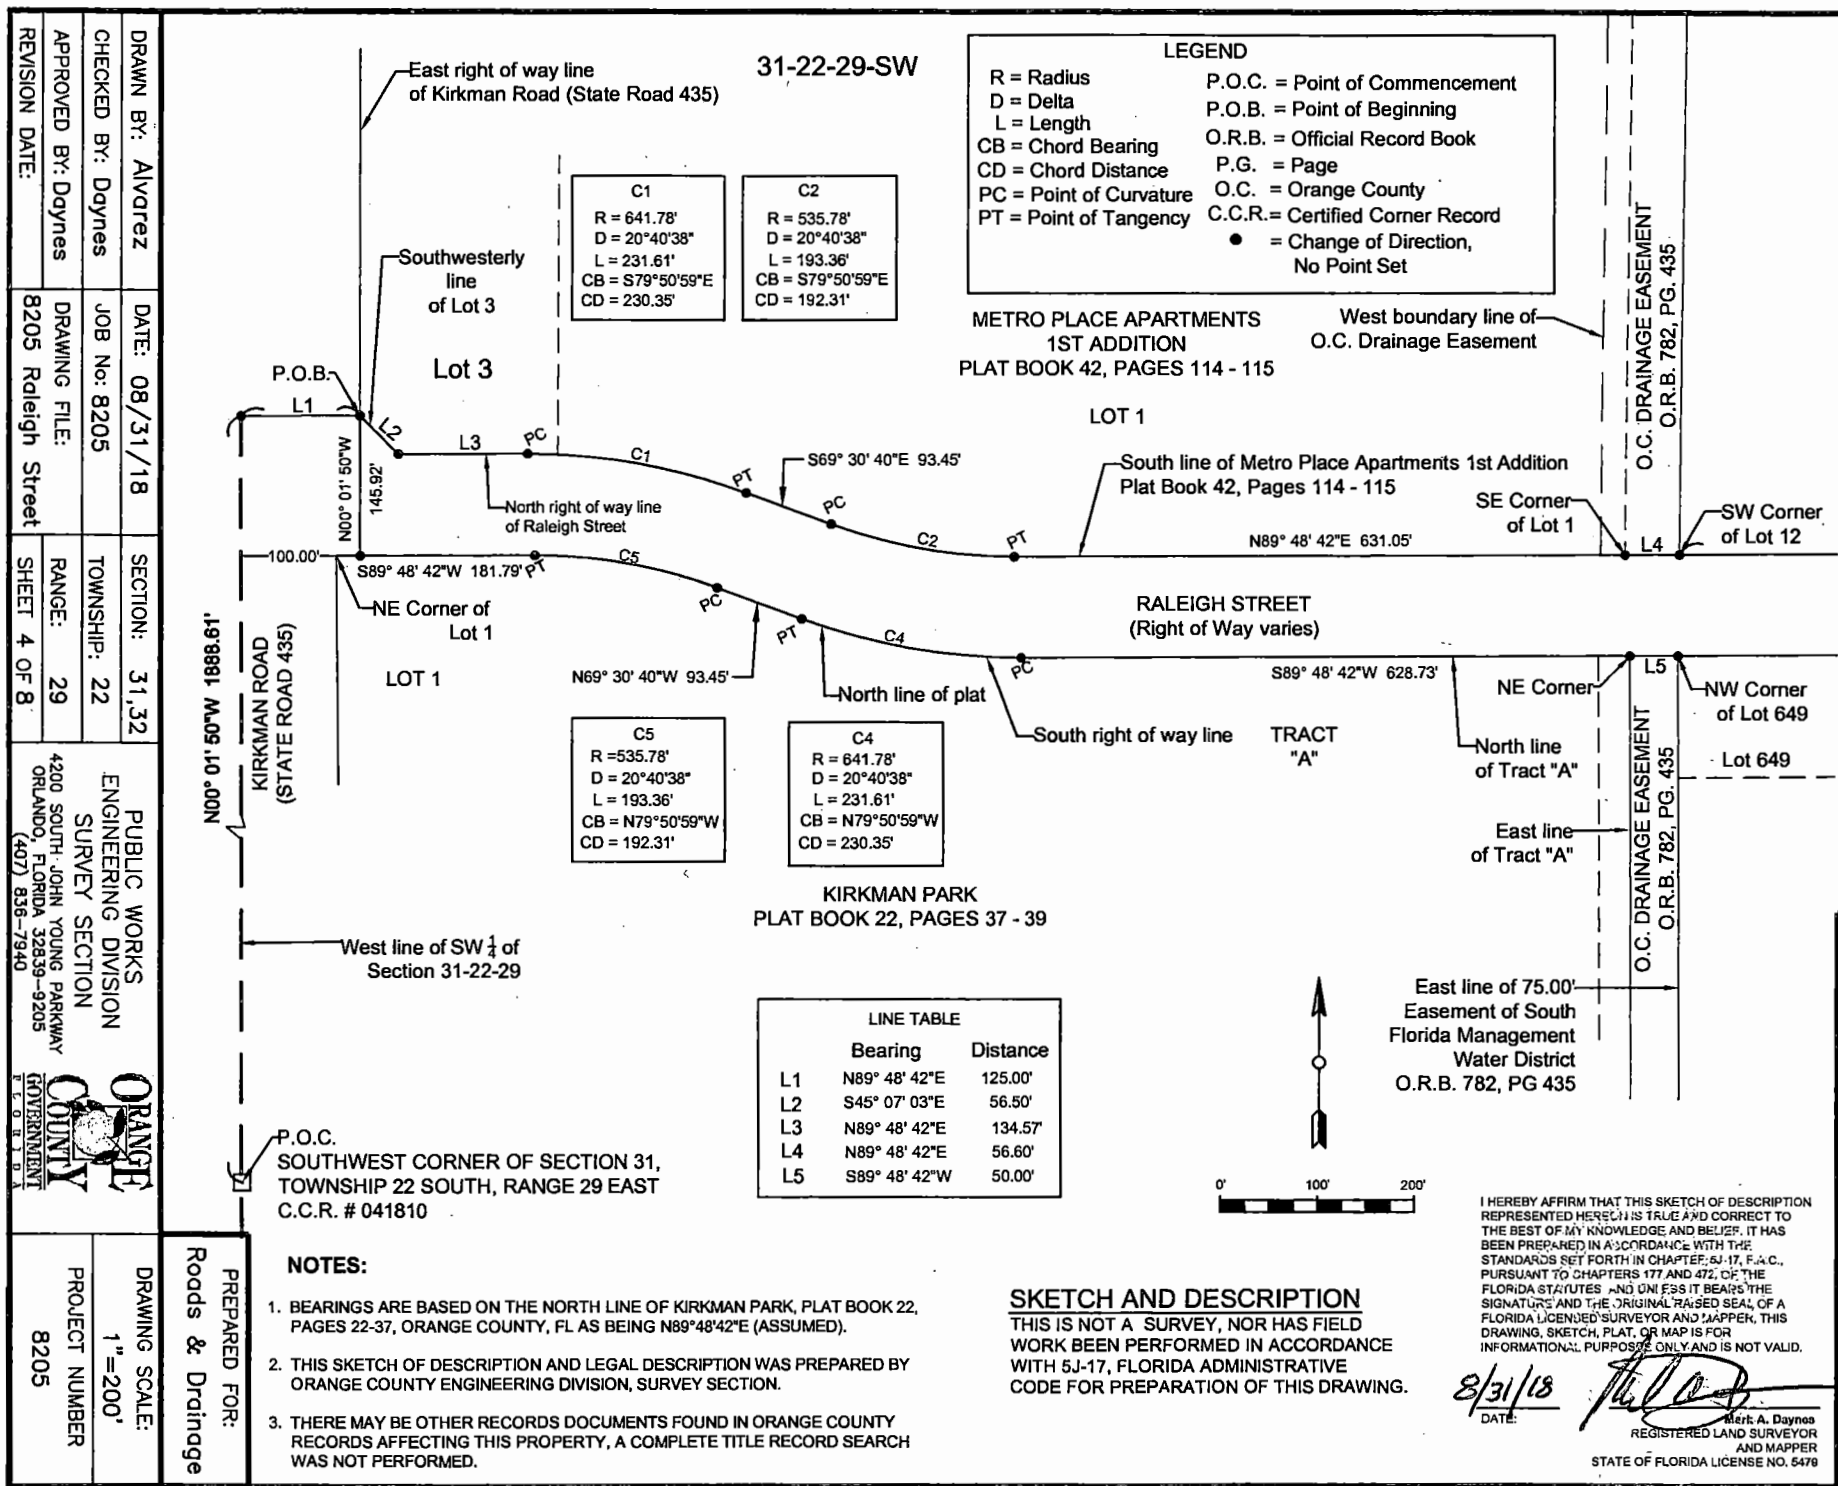 31-22-29-SW
East right of way line
of Kirkman Road (State Road 435)
LEGEND
R = Radius
D = Delta
L = Length
CB = Chord Bearing
CD = Chord Distance
PC = Point of Curvature
PT = Point of Tangency
P.O.C. = Point of Commencement
P.O.B. = Point of Beginning
O.R.B. = Official Record Book
P.G. = Page
O.C. = Orange County
C.C.R.= Certified Corner Record
● = Change of Direction,
No Point Set
C1
R = 641.78'
D = 20°40'38"
L = 231.61'
CB = S79°50'59"E
CD = 230.35'
C2
R = 535.78'
D = 20°40'38"
L = 193.36'
CB = S79°50'59"E
CD = 192.31'
Southwesterly
line
of Lot 3
Lot 3
METRO PLACE APARTMENTS
1ST ADDITION
PLAT BOOK 42, PAGES 114 - 115
West boundary line of
O.C. Drainage Easement
O.C. DRAINAGE EASEMENT
O.R.B. 782, PG. 435
P.O.B.
L1
L2
L3
PC
C1
PT
S69° 30' 40"E 93.45'
PC
C2
PT
LOT 1
South line of Metro Place Apartments 1st Addition
Plat Book 42, Pages 114 - 115
SE Corner
of Lot 1
L4
SW Corner
of Lot 12
N89° 48' 42"E 631.05'
N00° 01' 50"W
145.92'
North right of way line
of Raleigh Street
100.00'
S89° 48' 42"W 181.79'
PT
C5
PC
PT
C4
PC
NE Corner of
Lot 1
LOT 1
RALEIGH STREET
(Right of Way varies)
N69° 30' 40"W 93.45'
North line of plat
South right of way line
S89° 48' 42"W 628.73'
NE Corner
L5
NW Corner
of Lot 649
Lot 649
TRACT
"A"
North line
of Tract "A"
East line
of Tract "A"
O.C. DRAINAGE EASEMENT
O.R.B. 782, PG. 435
N00° 01' 50"W 1888.61'
KIRKMAN ROAD
(STATE ROAD 435)
C5
R =535.78'
D = 20°40'38"
L = 193.36'
CB = N79°50'59"W
CD = 192.31'
C4
R = 641.78'
D = 20°40'38"
L = 231.61'
CB = N79°50'59"W
CD = 230.35'
KIRKMAN PARK
PLAT BOOK 22, PAGES 37 - 39
West line of SW 1/4 of
Section 31-22-29
East line of 75.00'
Easement of South
Florida Management
Water District
O.R.B. 782, PG 435
LINE TABLE
Bearing Distance
L1 N89° 48' 42"E 125.00'
L2 S45° 07' 03"E 56.50'
L3 N89° 48' 42"E 134.57'
L4 N89° 48' 42"E 56.60'
L5 S89° 48' 42"W 50.00'
0' 100' 200'
P.O.C.
SOUTHWEST CORNER OF SECTION 31,
TOWNSHIP 22 SOUTH, RANGE 29 EAST
C.C.R. # 041810
NOTES:
1. BEARINGS ARE BASED ON THE NORTH LINE OF KIRKMAN PARK, PLAT BOOK 22,
PAGES 22-37, ORANGE COUNTY, FL AS BEING N89°48'42"E (ASSUMED).
2. THIS SKETCH OF DESCRIPTION AND LEGAL DESCRIPTION WAS PREPARED BY
ORANGE COUNTY ENGINEERING DIVISION, SURVEY SECTION.
3. THERE MAY BE OTHER RECORDS DOCUMENTS FOUND IN ORANGE COUNTY
RECORDS AFFECTING THIS PROPERTY, A COMPLETE TITLE RECORD SEARCH
WAS NOT PERFORMED.
SKETCH AND DESCRIPTION
THIS IS NOT A SURVEY, NOR HAS FIELD
WORK BEEN PERFORMED IN ACCORDANCE
WITH 5J-17, FLORIDA ADMINISTRATIVE
CODE FOR PREPARATION OF THIS DRAWING.
I HEREBY AFFIRM THAT THIS SKETCH OF DESCRIPTION
REPRESENTED HEREON IS TRUE AND CORRECT TO
THE BEST OF MY KNOWLEDGE AND BELIEF. IT HAS
BEEN PREPARED IN ACCORDANCE WITH THE
STANDARDS SET FORTH IN CHAPTER 5J-17, F.A.C.,
PURSUANT TO CHAPTERS 177 AND 472, OF THE
FLORIDA STATUTES AND UNLESS IT BEARS THE
SIGNATURE AND THE ORIGINAL RAISED SEAL OF A
FLORIDA LICENSED SURVEYOR AND MAPPER, THIS
DRAWING, SKETCH, PLAT, OR MAP IS FOR
INFORMATIONAL PURPOSE ONLY AND IS NOT VALID.
8/31/18
DATE:
Mark A. Daynes
REGISTERED LAND SURVEYOR
AND MAPPER
STATE OF FLORIDA LICENSE NO. 5479
DRAWN BY: Alvarez
CHECKED BY: Daynes
APPROVED BY: Daynes
REVISION DATE:
DATE: 08/31/18
JOB No: 8205
DRAWING FILE:
8205 Raleigh Street
SECTION: 31,32
TOWNSHIP: 22
RANGE: 29
SHEET 4 OF 8
PUBLIC WORKS
ENGINEERING DIVISION
SURVEY SECTION
4200 SOUTH JOHN YOUNG PARKWAY
ORLANDO, FLORIDA 32839-9205
(407) 836-7940
ORANGE
COUNTY
GOVERNMENT
FLORIDA
PREPARED FOR:
Roads & Drainage
DRAWING SCALE:
1"=200'
PROJECT NUMBER
8205